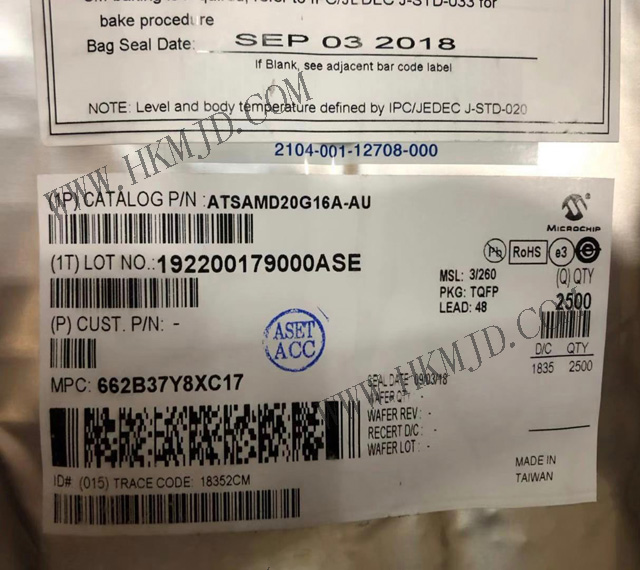 bake procedure
Bag Seal Date: SEP 03 2018
If Blank, see adjacent bar code label
NOTE: Level and body temperature defined by IPC/JEDEC J-STD-020
2104-001-12708-000
(1P) CATALOG P/N :ATSAMD20G16A-AU
MICROCHIP
(1T) LOT NO.:192200179000ASE
Pb RoHS e3 e
MSL: 3/260
PKG: TQFP
LEAD: 48
(Q) QTY
2500
(P) CUST. P/N: -
ASET
ACC
D/C QTY
1835 2500
MPC: 662B37Y8XC17
SEAL DATE: 09/03/18
WAFER QTY: -
WAFER REV: -
RECERT D/C: -
WAFER LOT: -
MADE IN
TAIWAN
ID# (015) TRACE CODE: 18352CM
WWW.HKMJD.COM
WWW.HKMJD.COM